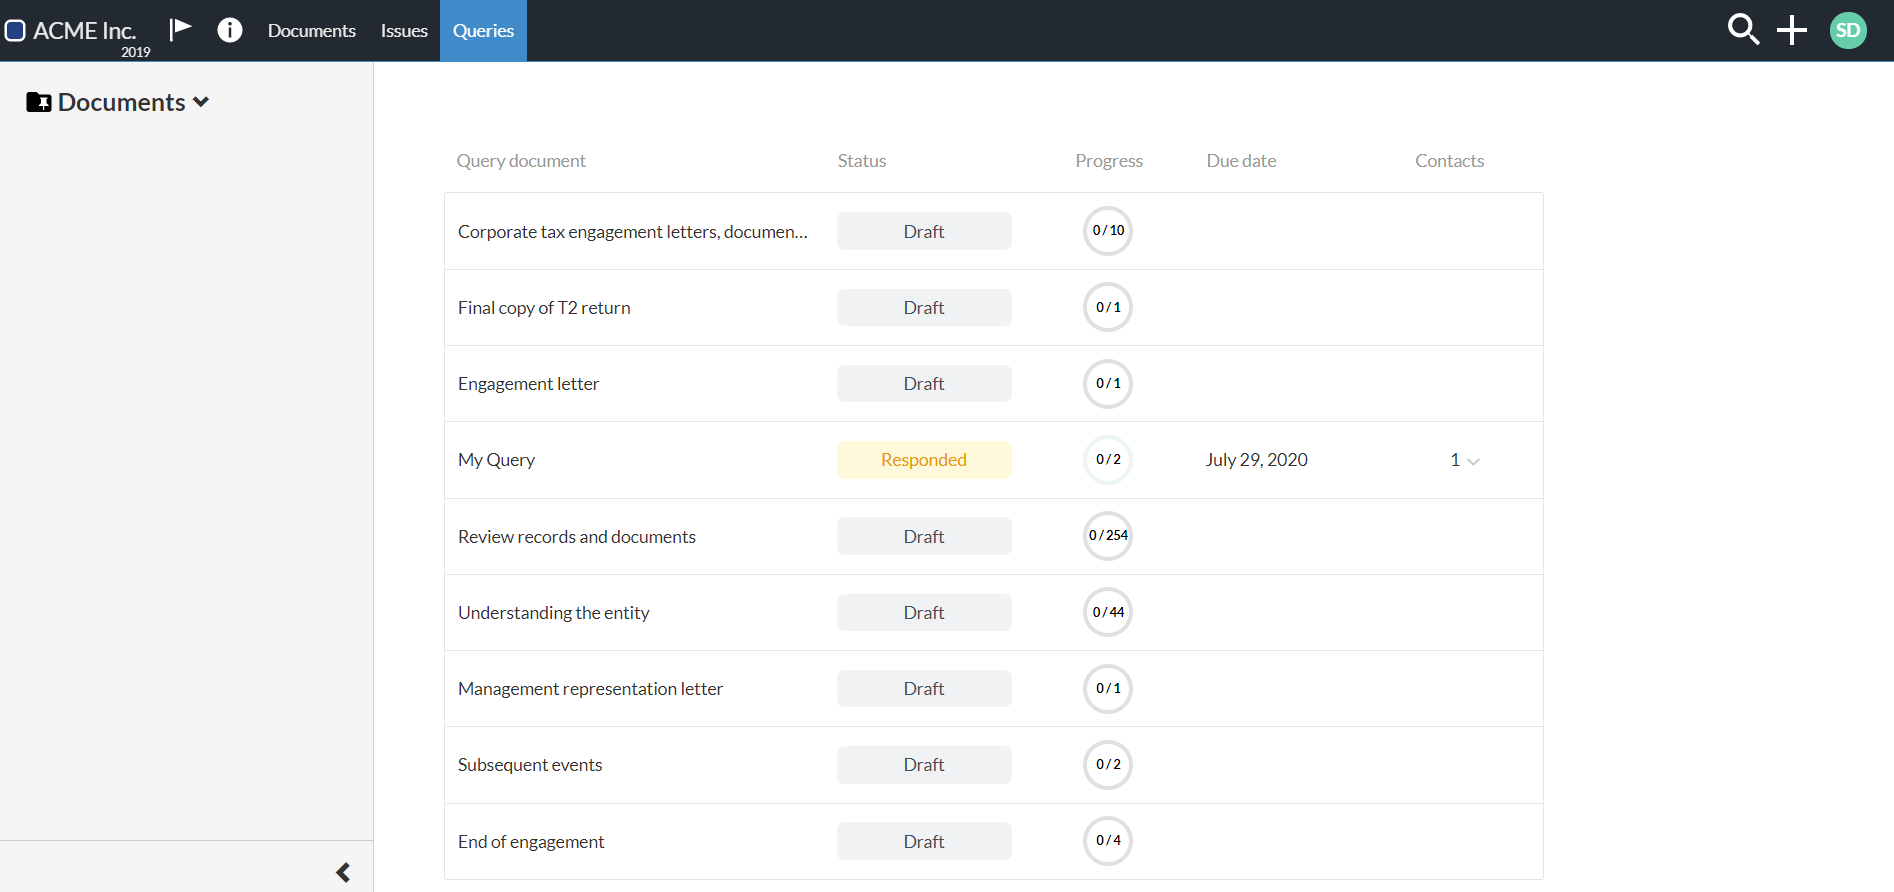 ACME Inc.
2019
Documents Issues Queries
SD
Documents
Query document Status Progress Due date Contacts
Corporate tax engagement letters, documen... Draft 0 / 10
Final copy of T2 return Draft 0 / 1
Engagement letter Draft 0 / 1
My Query Responded 0 / 2 July 29, 2020 1
Review records and documents Draft 0 / 254
Understanding the entity Draft 0 / 44
Management representation letter Draft 0 / 1
Subsequent events Draft 0 / 2
End of engagement Draft 0 / 4